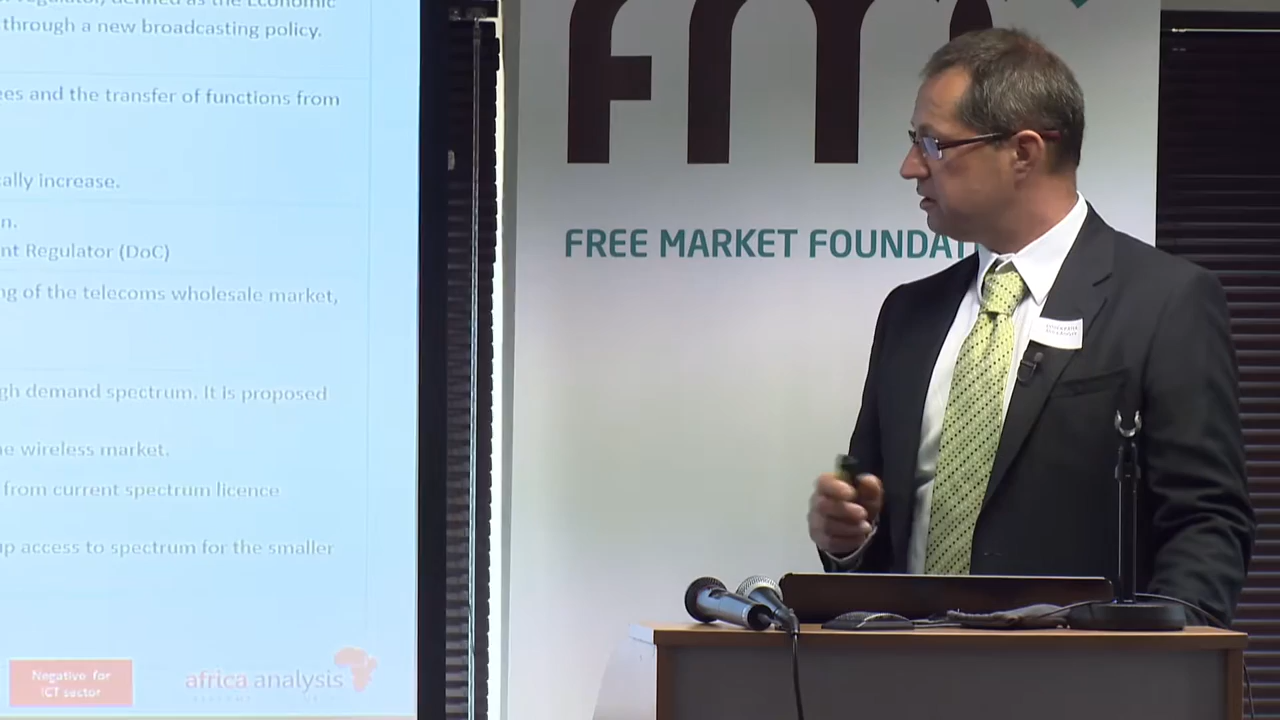 through a new broadcasting policy.
ees and the transfer of functions from
ally increase.
n.
nt Regulator (DoC)
ng of the telecoms wholesale market,
gh demand spectrum. It is proposed
e wireless market.
from current spectrum licence
up access to spectrum for the smaller
Negative for
ICT sector
africa analysis
fm
FREE MARKET FOUNDAT